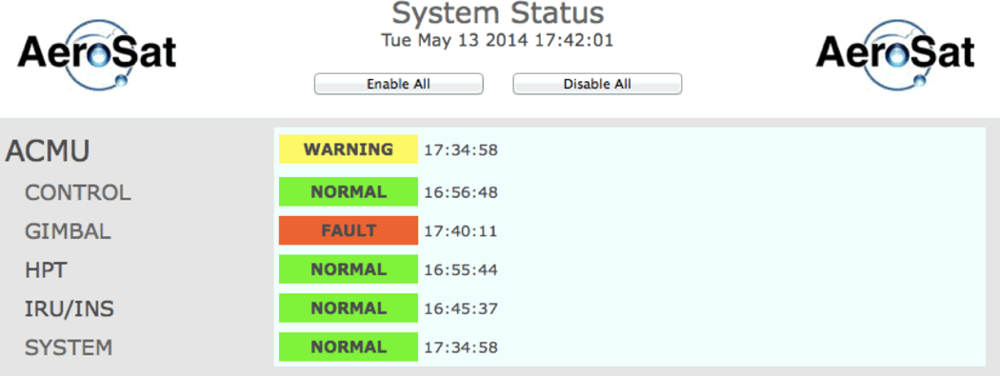 System Status
AeroSat Tue May 13 2014 17:42:01 AeroSat
Enable All Disable All
ACMU WARNING 17:34:58
CONTROL NORMAL 16:56:48
GIMBAL FAULT 17:40:11
HPT NORMAL 16:55:44
IRU/INS NORMAL 16:45:37
SYSTEM NORMAL 17:34:58